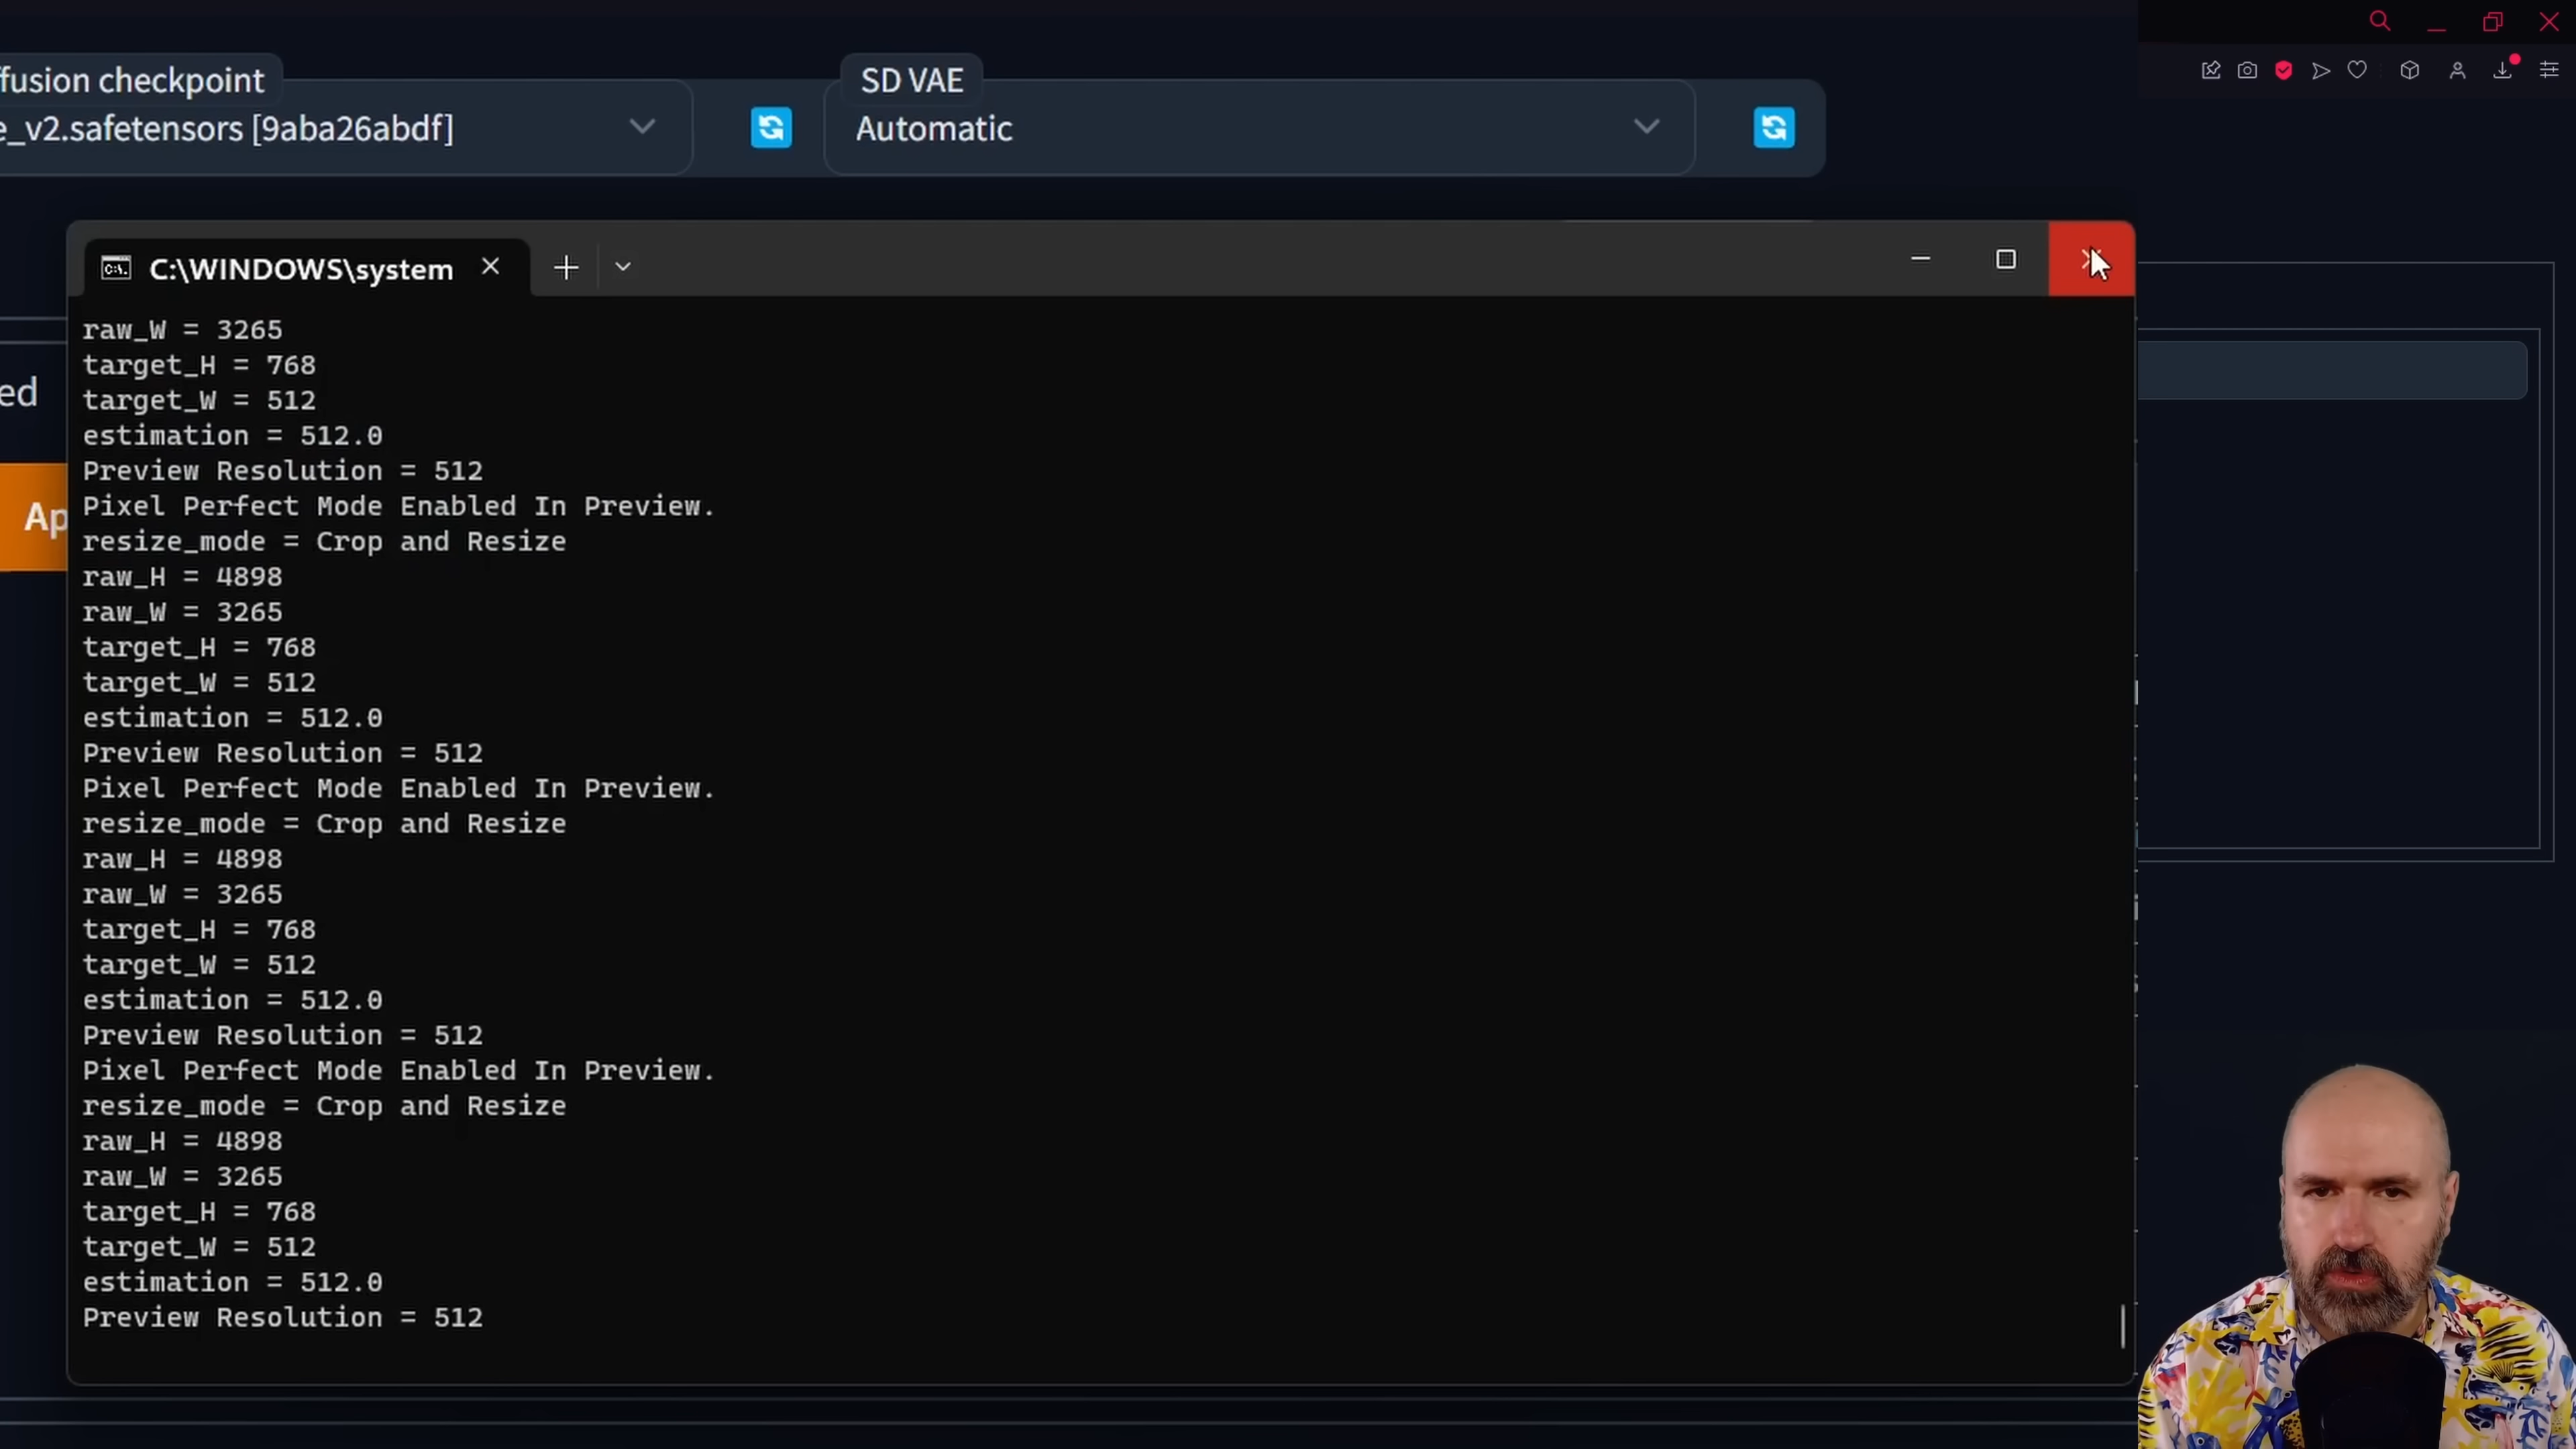 ffusion checkpoint
SD VAE
e_v2.safetensors [9aba26abdf]
Automatic
C:\WINDOWS\system
ed
Ap
raw_W = 3265
target_H = 768
target_W = 512
estimation = 512.0
Preview Resolution = 512
Pixel Perfect Mode Enabled In Preview.
resize_mode = Crop and Resize
raw_H = 4898
raw_W = 3265
target_H = 768
target_W = 512
estimation = 512.0
Preview Resolution = 512
Pixel Perfect Mode Enabled In Preview.
resize_mode = Crop and Resize
raw_H = 4898
raw_W = 3265
target_H = 768
target_W = 512
estimation = 512.0
Preview Resolution = 512
Pixel Perfect Mode Enabled In Preview.
resize_mode = Crop and Resize
raw_H = 4898
raw_W = 3265
target_H = 768
target_W = 512
estimation = 512.0
Preview Resolution = 512